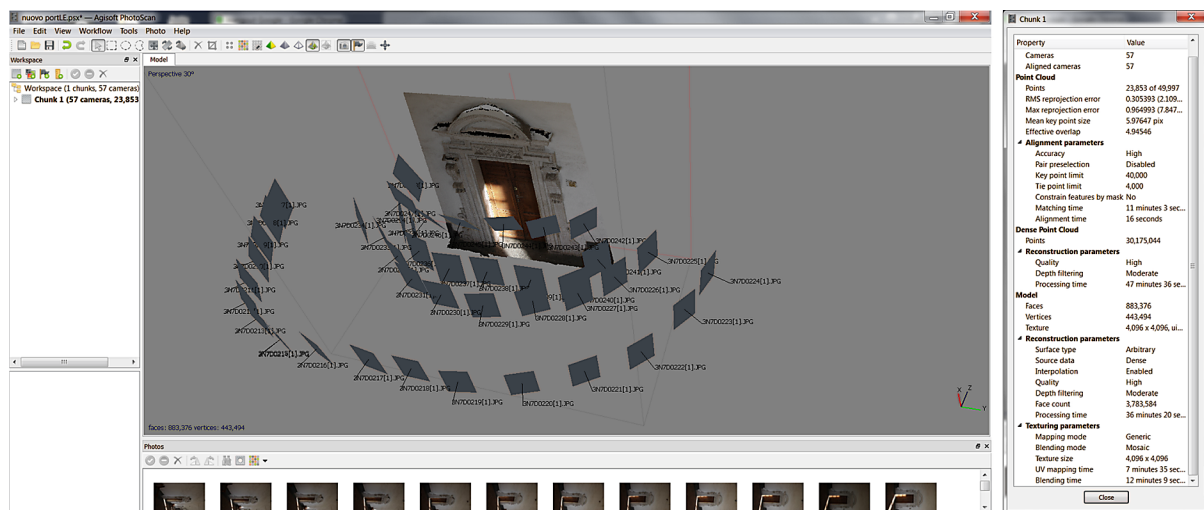 nuovo portLE.psx* — Agisoft PhotoScan
File Edit View Workflow Tools Photo Help
Workspace
Workspace (1 chunks, 57 cameras)
Chunk 1 (57 cameras, 23,853
Model
Perspective 30°
3N7D0242[1].JPG
3N7D0225[1].JPG
3N7D0224[1].JPG
3N7D0226[1].JPG
3N7D0240[1].JPG
3N7D0227[1].JPG
3N7D0238[1].JPG
3N7D0231[1].JPG
3N7D0230[1].JPG
3N7D0228[1].JPG
3N7D0229[1].JPG
3N7D0223[1].JPG
3N7D0213[1].JPG
3N7D0216[1].JPG
3N7D0222[1].JPG
3N7D0217[1].JPG
3N7D0218[1].JPG
3N7D0221[1].JPG
3N7D0219[1].JPG
3N7D0220[1].JPG
X Z
Y
faces: 883,376 vertices: 443,494
Photos
Chunk 1
Property Value
Cameras 57
Aligned cameras 57
Point Cloud
Points 23,853 of 49,997
RMS reprojection error 0.305393 (2.109...
Max reprojection error 0.964993 (7.847...
Mean key point size 5.97647 pix
Effective overlap 4.94546
Alignment parameters
Accuracy High
Pair preselection Disabled
Key point limit 40,000
Tie point limit 4,000
Constrain features by mask No
Matching time 11 minutes 3 sec...
Alignment time 16 seconds
Dense Point Cloud
Points 30,175,044
Reconstruction parameters
Quality High
Depth filtering Moderate
Processing time 47 minutes 36 se...
Model
Faces 883,376
Vertices 443,494
Texture 4,096 x 4,096, ui...
Reconstruction parameters
Surface type Arbitrary
Source data Dense
Interpolation Enabled
Quality High
Depth filtering Moderate
Face count 3,783,584
Processing time 36 minutes 20 se...
Texturing parameters
Mapping mode Generic
Blending mode Mosaic
Texture size 4,096 x 4,096
UV mapping time 7 minutes 35 sec...
Blending time 12 minutes 9 sec...
Close